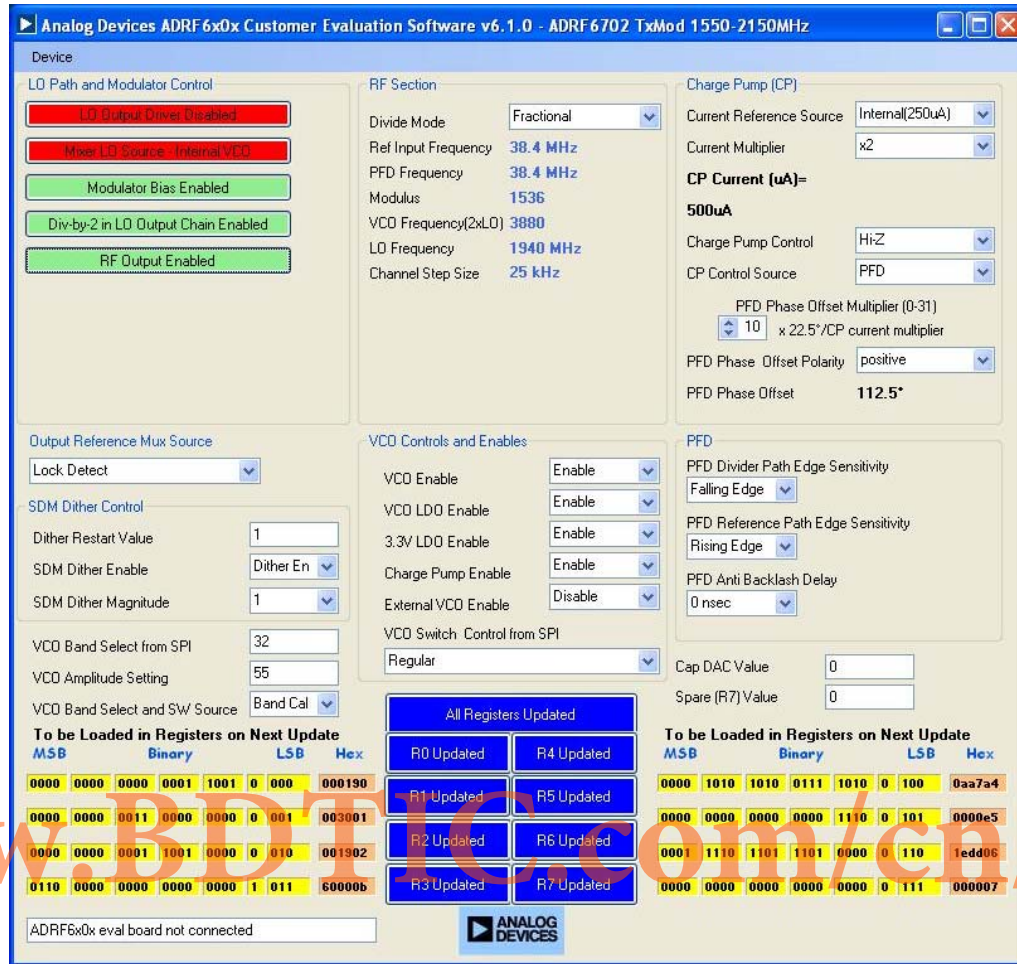 Analog Devices ADRF6x0x Customer Evaluation Software v6.1.0 - ADRF6702 TxMod 1550-2150MHz
Device
LO Path and Modulator Control
LO Output Driver Disabled
Mixer LO Source - Internal VCO
Modulator Bias Enabled
Div-by-2 in LO Output Chain Enabled
RF Output Enabled
RF Section
Divide Mode Fractional
Ref Input Frequency 38.4 MHz
PFD Frequency 38.4 MHz
Modulus 1536
VCO Frequency(2xLO) 3880
LO Frequency 1940 MHz
Channel Step Size 25 kHz
Charge Pump (CP)
Current Reference Source Internal(250uA)
Current Multiplier x2
CP Current (uA)=
500uA
Charge Pump Control Hi-Z
CP Control Source PFD
PFD Phase Offset Multiplier (0-31)
10 x 22.5°/CP current multiplier
PFD Phase Offset Polarity positive
PFD Phase Offset 112.5°
Output Reference Mux Source
Lock Detect
SDM Dither Control
Dither Restart Value 1
SDM Dither Enable Dither En
SDM Dither Magnitude 1
VCO Band Select from SPI 32
VCO Amplitude Setting 55
VCO Band Select and SW Source Band Cal
VCO Controls and Enables
VCO Enable Enable
VCO LDO Enable Enable
3.3V LDO Enable Enable
Charge Pump Enable Enable
External VCO Enable Disable
VCO Switch Control from SPI
Regular
PFD
PFD Divider Path Edge Sensitivity
Falling Edge
PFD Reference Path Edge Sensitivity
Rising Edge
PFD Anti Backlash Delay
0 nsec
Cap DAC Value 0
Spare (R7) Value 0
To be Loaded in Registers on Next Update
MSB Binary LSB Hex
0000 0000 0000 0001 1001 0 000 000190
0000 0000 0011 0000 0000 0 001 003001
0000 0000 0001 1001 0000 0 010 001902
0110 0000 0000 0000 0000 1 011 60000b
All Registers Updated
R0 Updated R4 Updated
R1 Updated R5 Updated
R2 Updated R6 Updated
R3 Updated R7 Updated
To be Loaded in Registers on Next Update
MSB Binary LSB Hex
0000 1010 1010 0111 1010 0 100 0aa7a4
0000 0000 0000 0000 1110 0 101 0000e5
0001 1110 1101 1101 0000 0 110 1edd06
0000 0000 0000 0000 0000 0 111 000007
w.BDTIC.com/cn/
ADRF6x0x eval board not connected
ANALOG
DEVICES